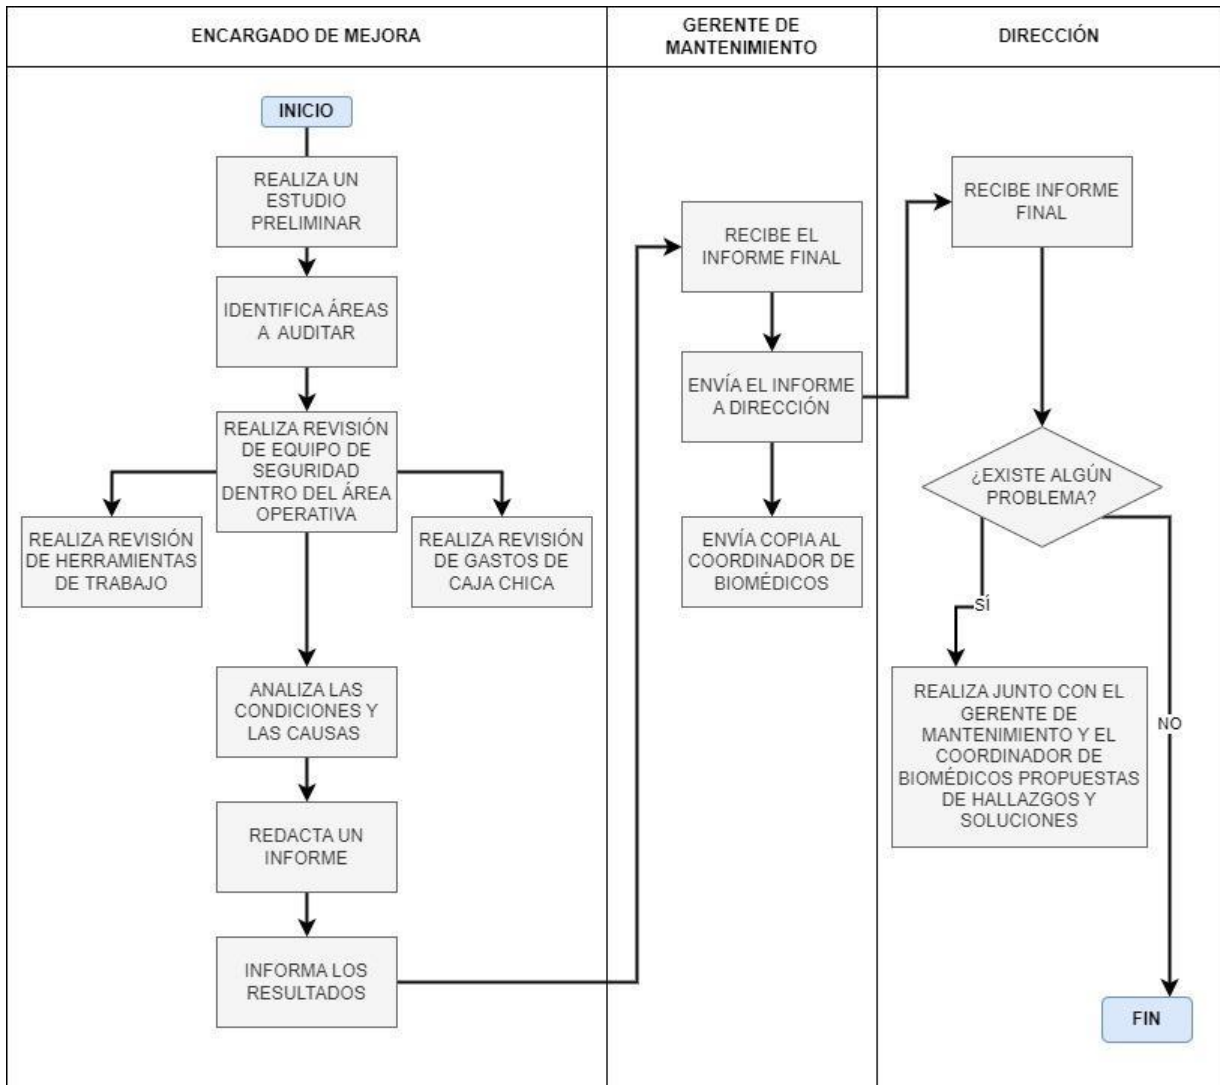 ENCARGADO DE MEJORA
GERENTE DE
MANTENIMIENTO
DIRECCIÓN
INICIO
REALIZA UN
ESTUDIO
PRELIMINAR
IDENTIFICA ÁREAS
A AUDITAR
REALIZA REVISIÓN
DE EQUIPO DE
SEGURIDAD
DENTRO DEL ÁREA
OPERATIVA
REALIZA REVISIÓN
DE HERRAMIENTAS
DE TRABAJO
REALIZA REVISIÓN
DE GASTOS DE
CAJA CHICA
ANALIZA LAS
CONDICIONES Y
LAS CAUSAS
REDACTA UN
INFORME
INFORMA LOS
RESULTADOS
RECIBE EL
INFORME FINAL
ENVÍA EL INFORME
A DIRECCIÓN
ENVÍA COPIA AL
COORDINADOR DE
BIOMÉDICOS
RECIBE INFORME
FINAL
¿EXISTE ALGÚN
PROBLEMA?
SÍ
REALIZA JUNTO CON EL
GERENTE DE
MANTENIMIENTO Y EL
COORDINADOR DE
BIOMÉDICOS PROPUESTAS
DE HALLAZGOS Y
SOLUCIONES
NO
FIN